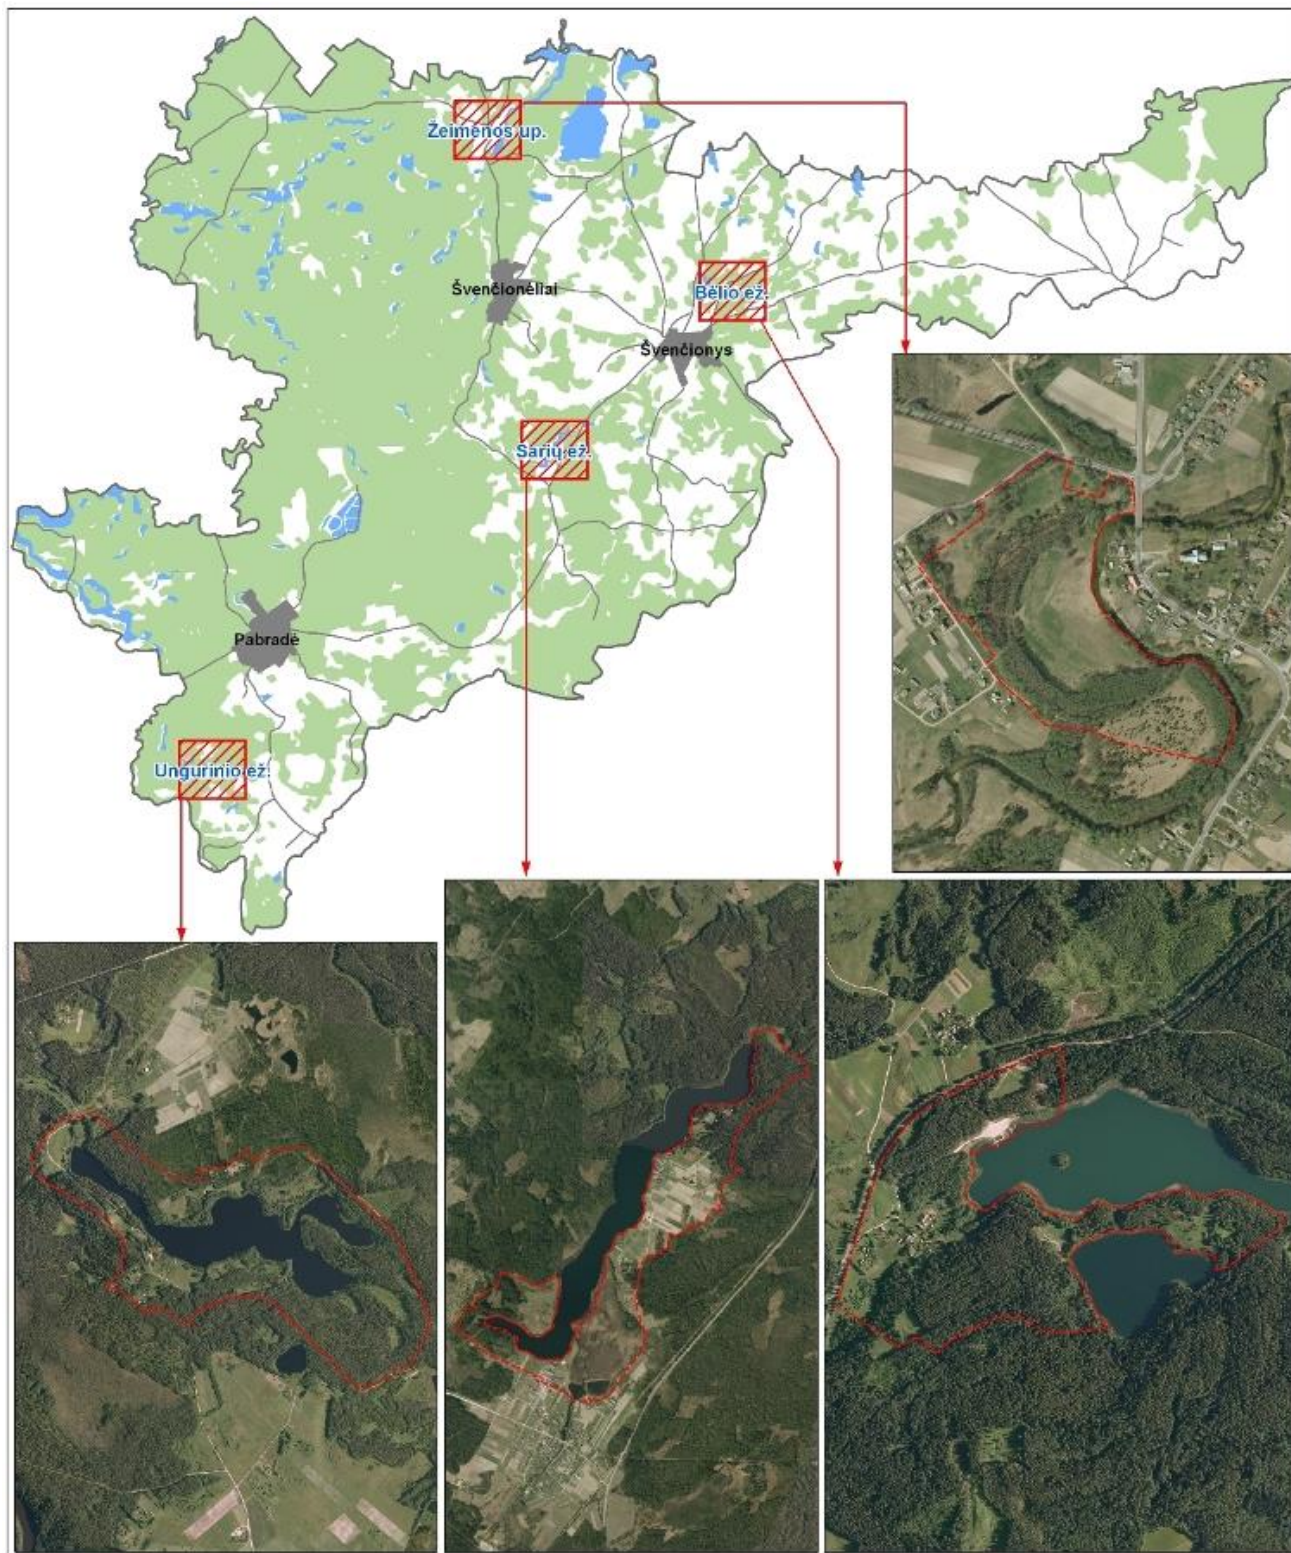 Žeimenos up.
Švenčionėliai
Bėlio ež.
Švenčionys
Sarių ež.
Pabradė
Ungurinio ež.